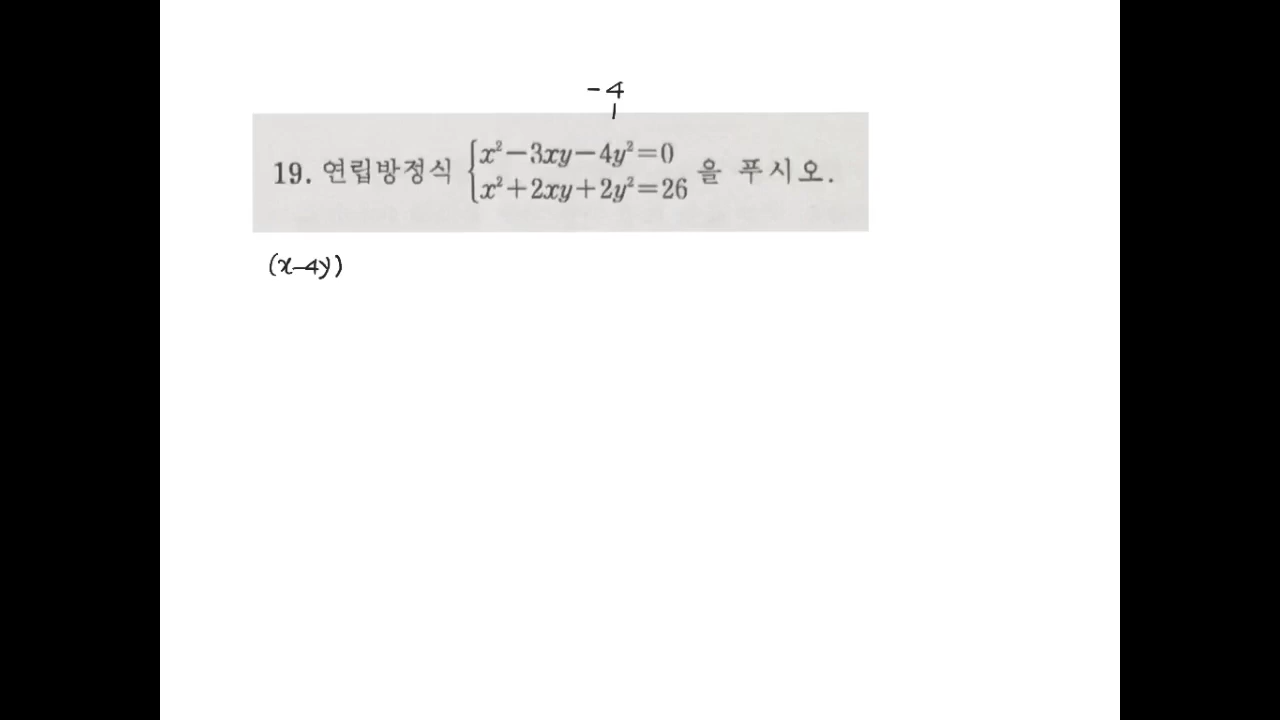 -4
1
19. 연립방정식 { x²-3xy-4y²=0
x²+2xy+2y²=26 을 푸시오.
(x-4y)